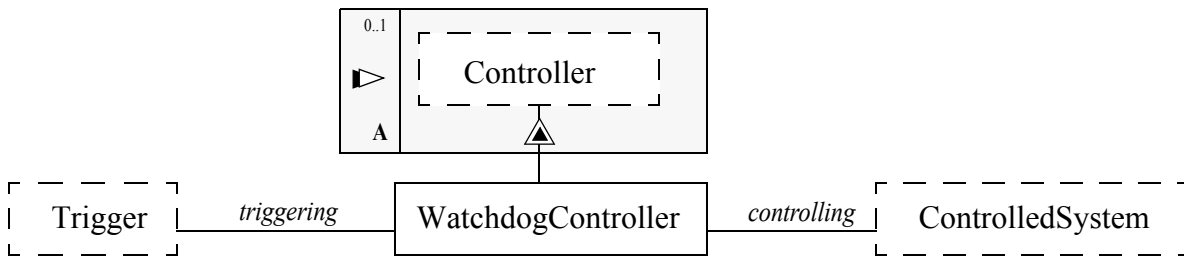 0..1
Controller
A
Trigger
triggering
WatchdogController
controlling
ControlledSystem